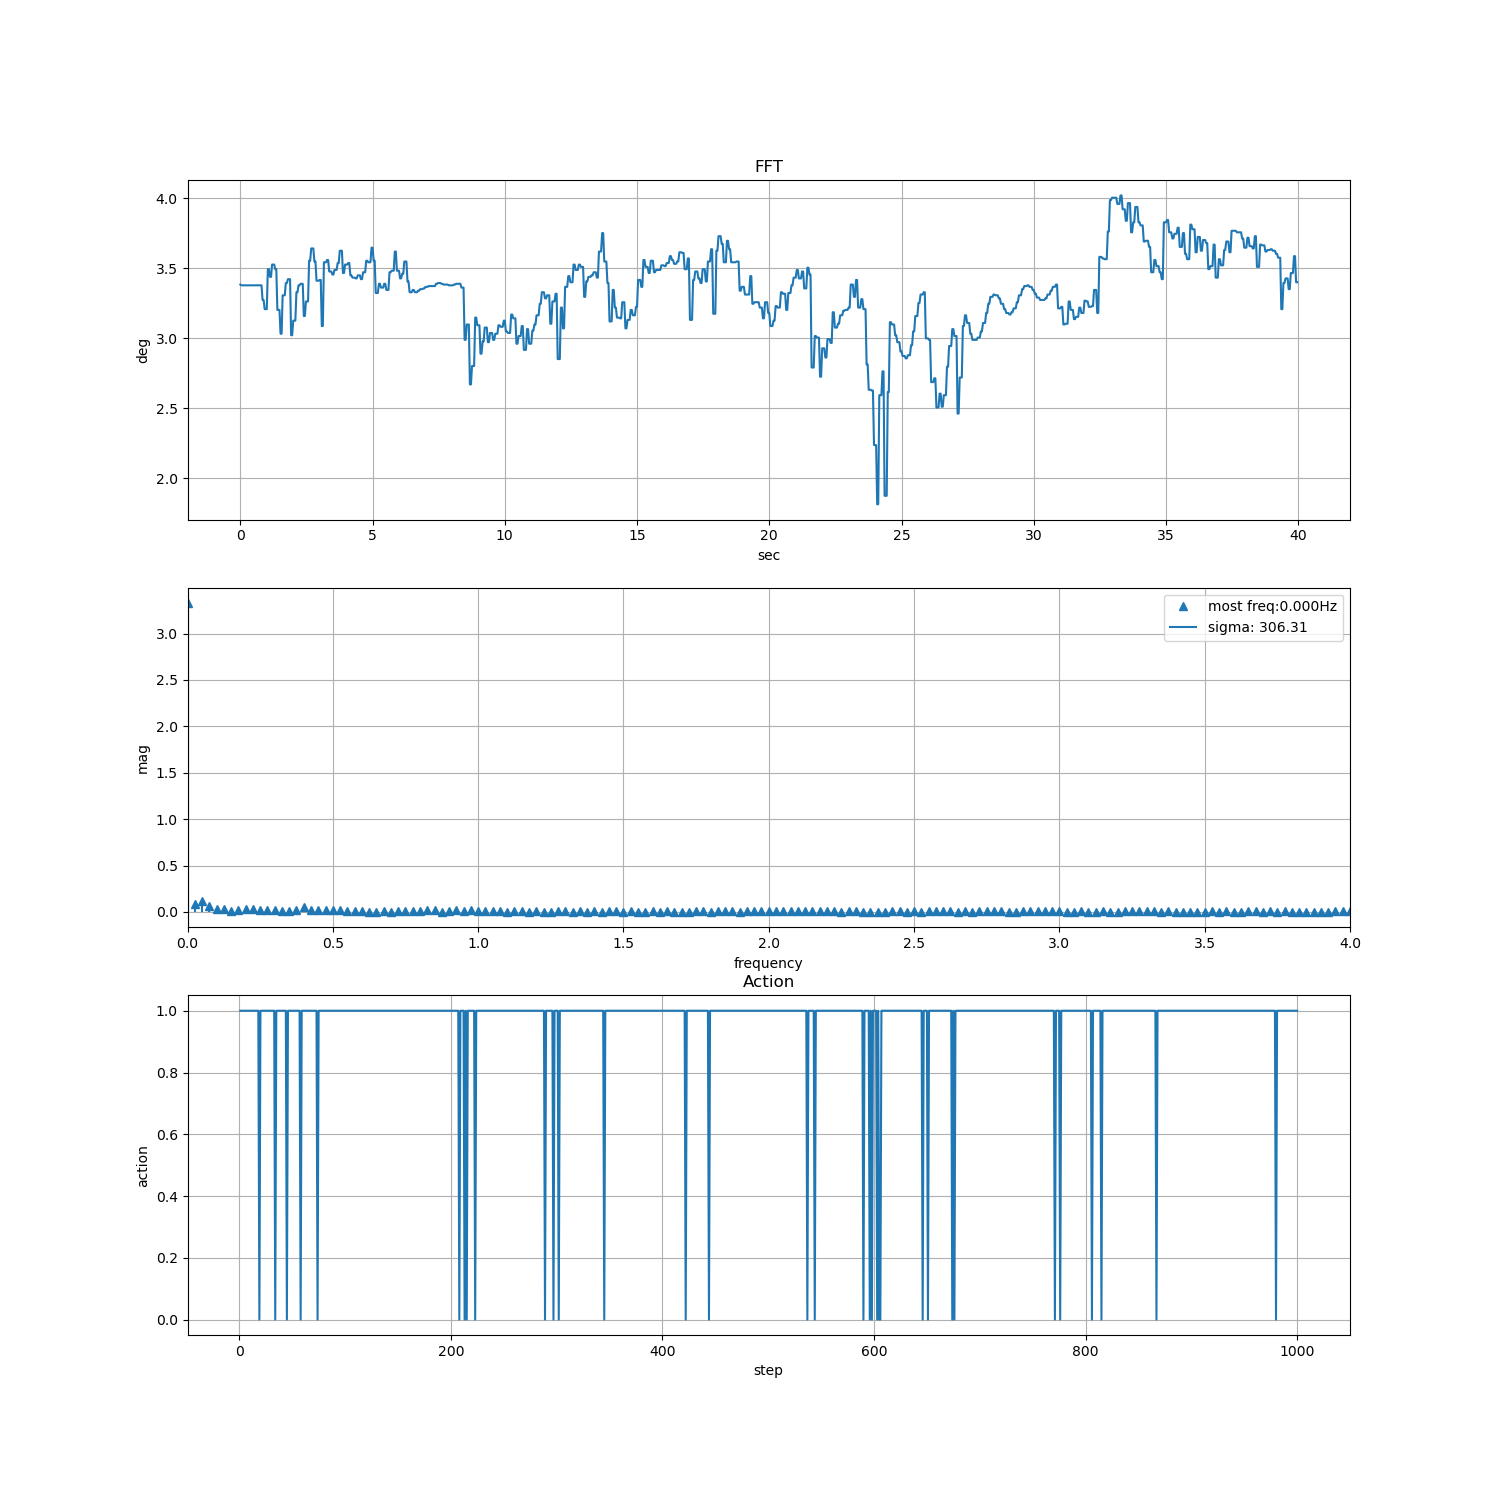 FFT
4.0
3.5
3.0
2.5
2.0
deg
0 5 10 15 20 25 30 35 40
sec
most freq:0.000Hz
sigma: 306.31
3.0
2.5
2.0
1.5
1.0
0.5
0.0
mag
0.0 0.5 1.0 1.5 2.0 2.5 3.0 3.5 4.0
frequency
Action
1.0
0.8
0.6
0.4
0.2
0.0
action
0 200 400 600 800 1000
step